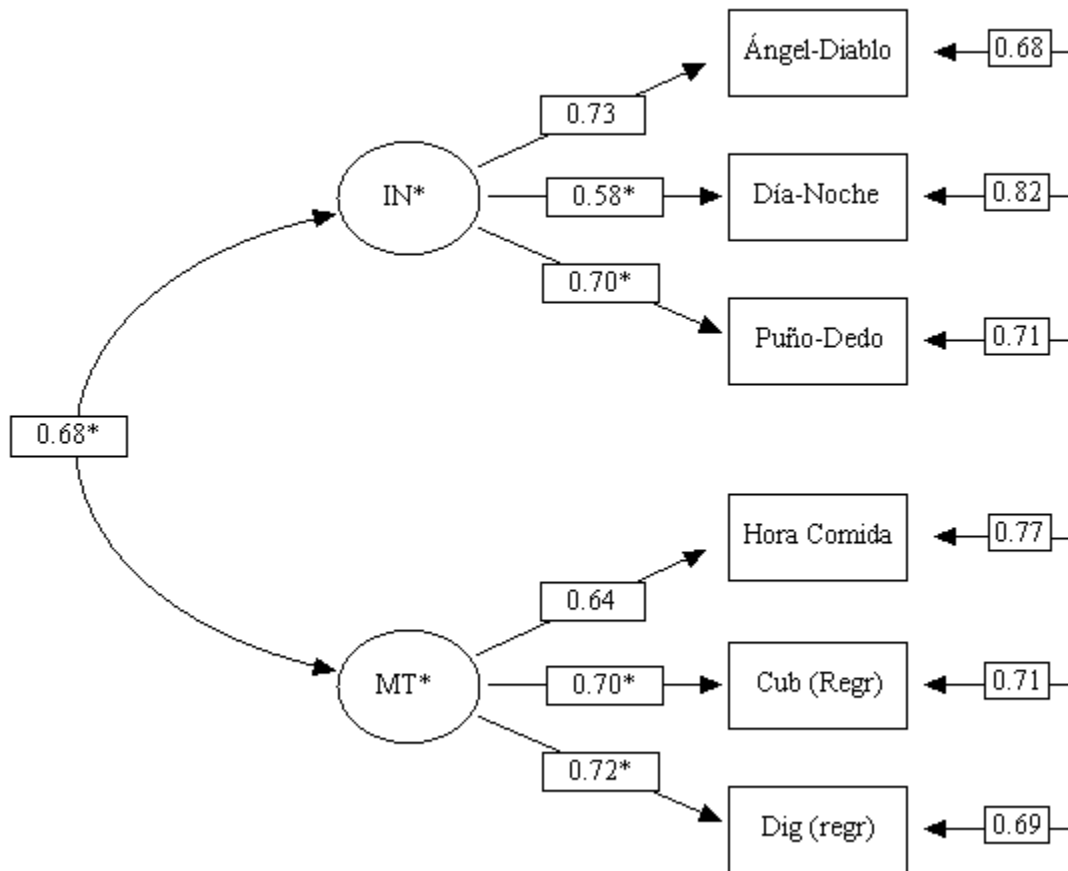 Ángel-Diablo
0.68
0.73
IN*
0.58*
Día-Noche
0.82
0.70*
Puño-Dedo
0.71
0.68*
Hora Comida
0.77
0.64
MT*
0.70*
Cub (Regr)
0.71
0.72*
Dig (regr)
0.69